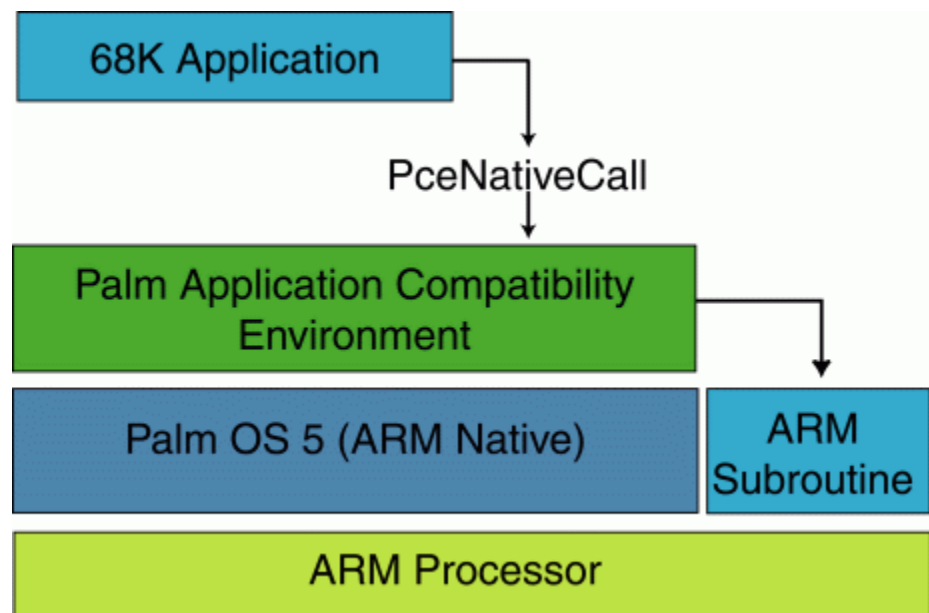 68K Application
PceNativeCall
Palm Application Compatibility
Environment
Palm OS 5 (ARM Native)
ARM
Subroutine
ARM Processor